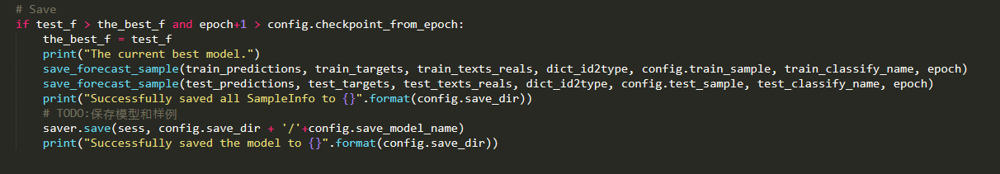 # Save
if test_f > the_best_f and epoch+1 > config.checkpoint_from_epoch:
    the_best_f = test_f
    print("The current best model.")
    save_forecast_sample(train_predictions, train_targets, train_texts_reals, dict_id2type, config.train_sample, train_classify_name, epoch)
    save_forecast_sample(test_predictions, test_targets, test_texts_reals, dict_id2type, config.test_sample, test_classify_name, epoch)
    print("Successfully saved all SampleInfo to {}".format(config.save_dir))
    # TODO:保存模型和样例
    saver.save(sess, config.save_dir + '/'+config.save_model_name)
    print("Successfully saved the model to {}".format(config.save_dir))